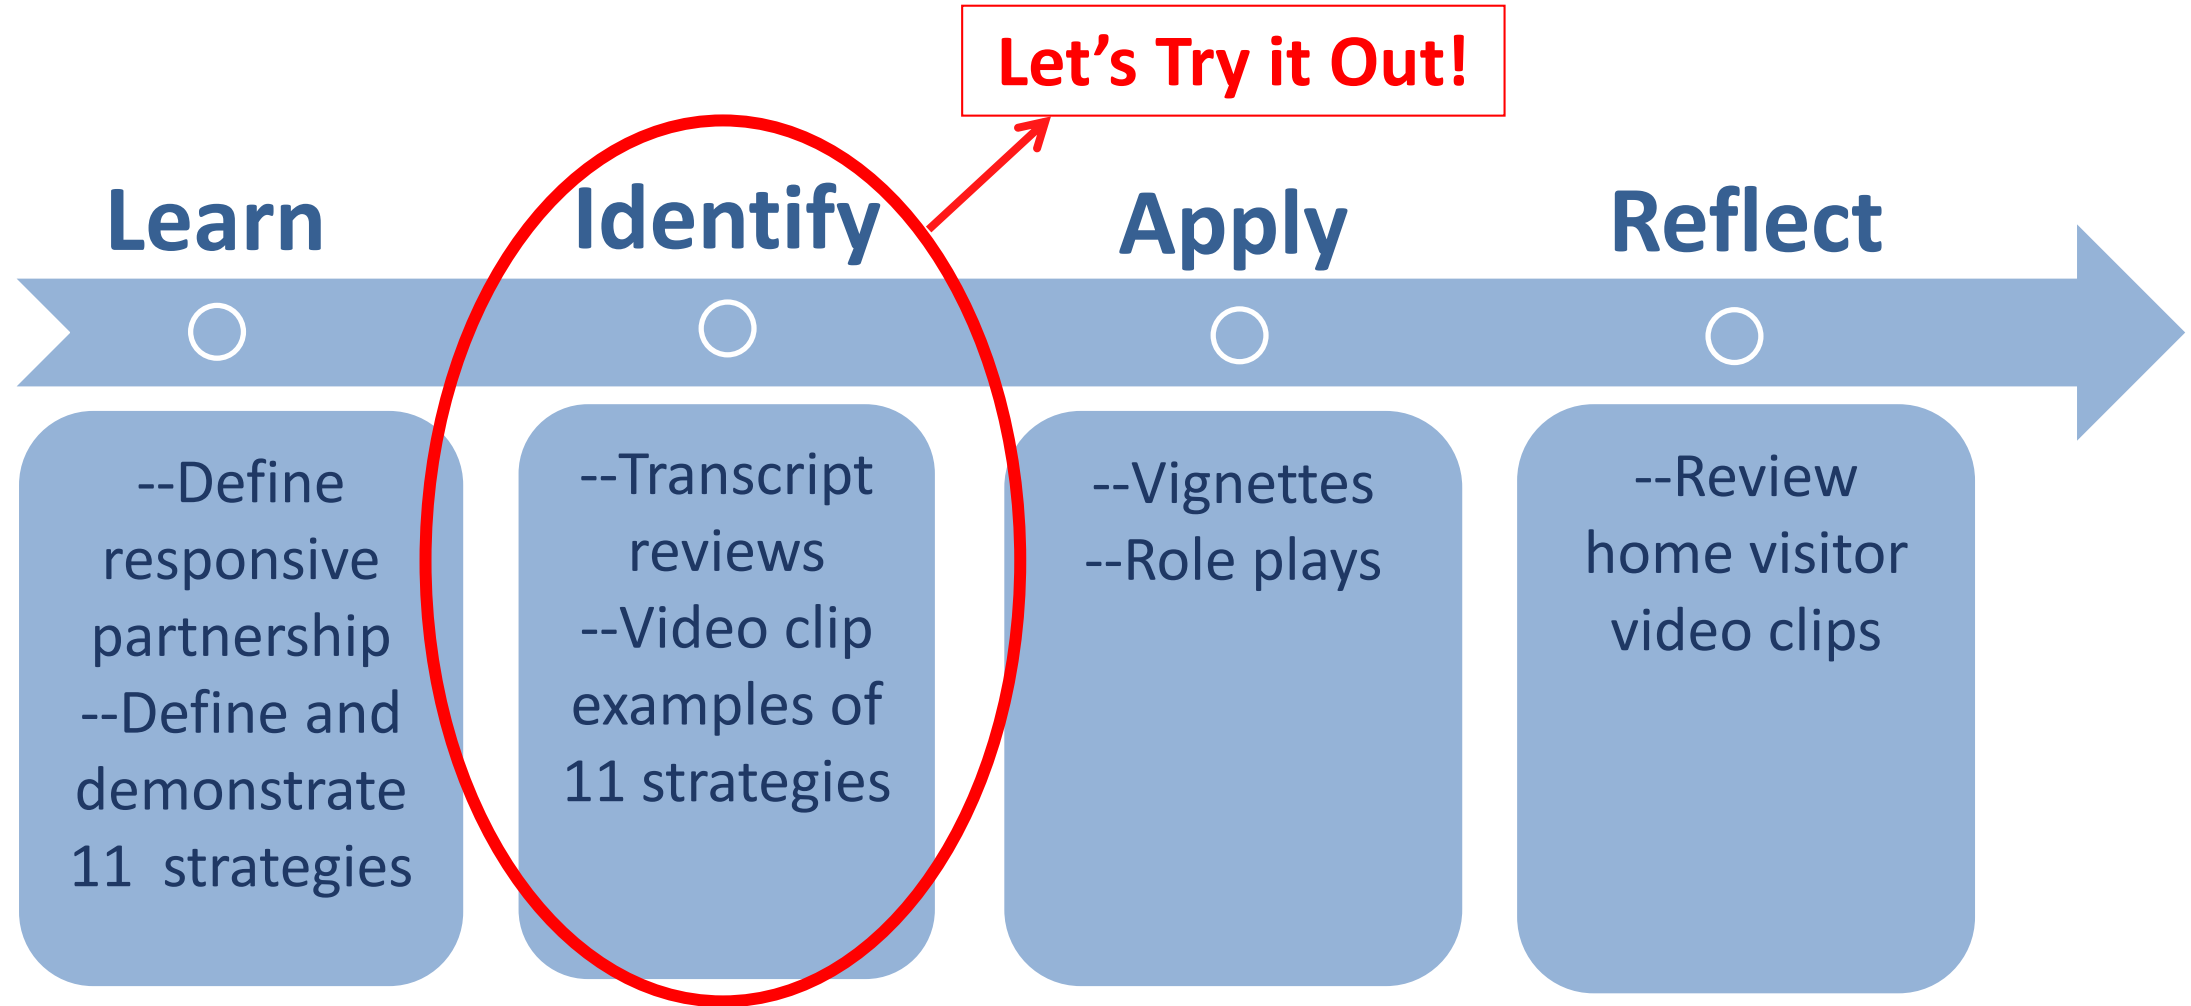 Let’s Try it Out!
Learn
Identify
Apply
Reflect
--Define
responsive
partnership
--Define and
demonstrate
11  strategies
--Transcript
reviews
--Video clip
examples of
11 strategies
--Vignettes
--Role plays
--Review
home visitor
video clips